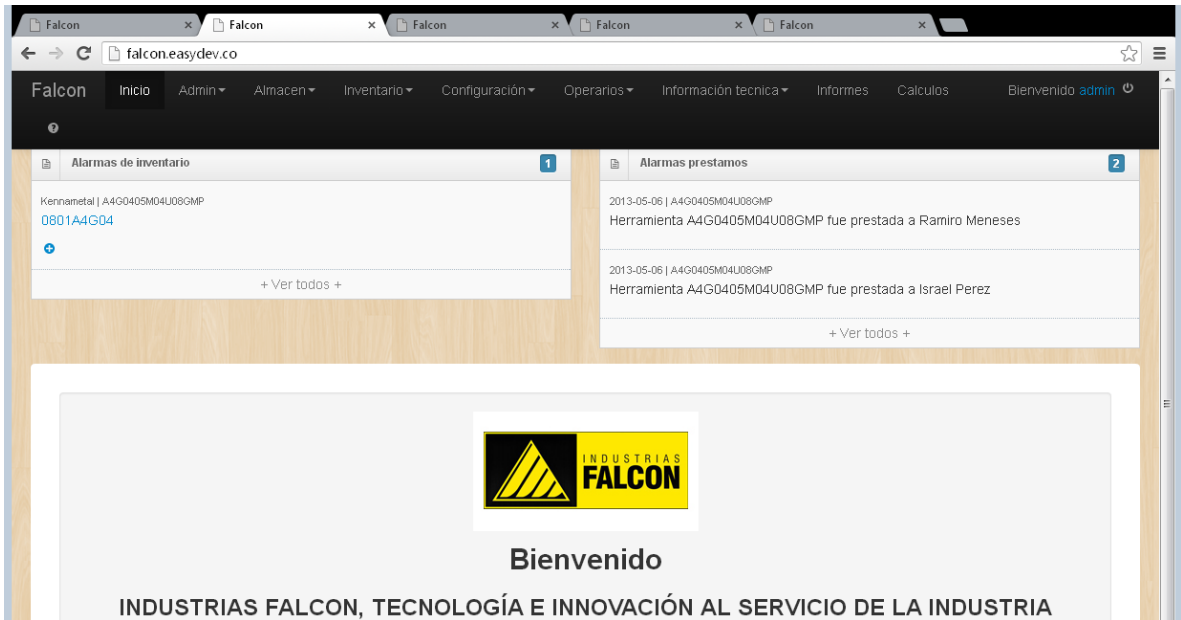 Falcon Falcon Falcon Falcon Falcon
falcon.easydev.co
Falcon Inicio Admin Almacen Inventario Configuración Operarios Información tecnica Informes Calculos Bienvenido admin
Alarmas de inventario 1
Kennametal | A4G0405M04U08GMP
0801A4G04
+ Ver todos +
Alarmas prestamos 2
2013-05-06 | A4G0405M04U08GMP
Herramienta A4G0405M04U08GMP fue prestada a Ramiro Meneses
2013-05-06 | A4G0405M04U08GMP
Herramienta A4G0405M04U08GMP fue prestada a Israel Perez
+ Ver todos +
INDUSTRIAS
FALCON
Bienvenido
INDUSTRIAS FALCON, TECNOLOGÍA E INNOVACIÓN AL SERVICIO DE LA INDUSTRIA